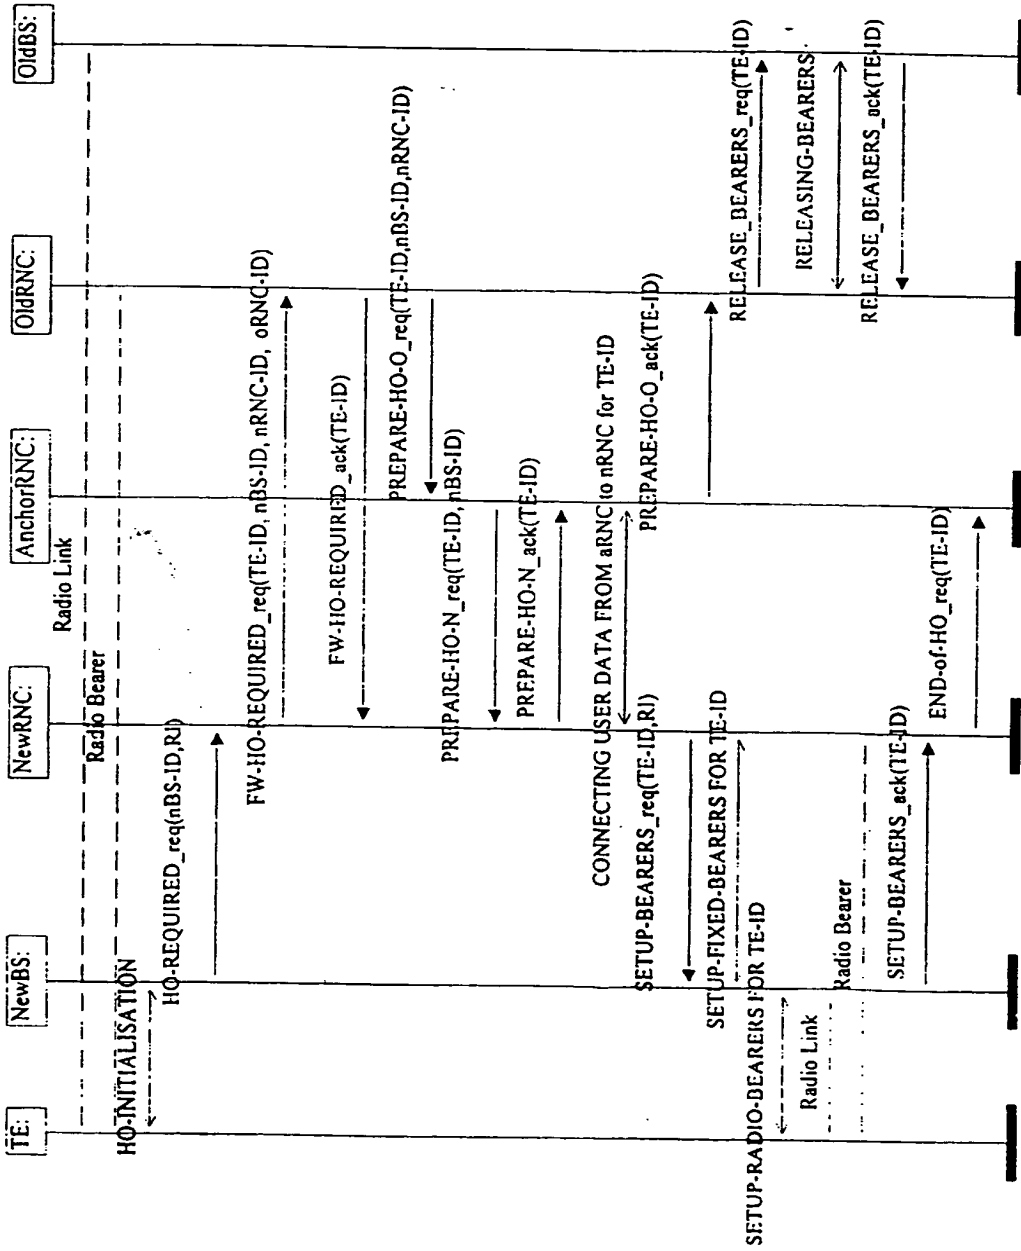 TE:
NewBS:
NewRNC:
AnchorRNC:
OldRNC:
OldBS:
Radio Link
Radio Bearer
HO-INITIALISATION
HO-REQUIRED_req(nBS-ID,RI)
FW-HO-REQUIRED_req(TE-ID, nBS-ID, nRNC-ID, oRNC-ID)
FW-HO-REQUIRED_ack(TE-ID)
PREPARE-HO-O_req(TE-ID,nBS-ID,nRNC-ID)
PREPARE-HO-N_req(TE-ID, nBS-ID)
PREPARE-HO-N_ack(TE-ID)
CONNECTING USER DATA FROM aRNC to nRNC for TE-ID
PREPARE-HO-O_ack(TE-ID)
SETUP-BEARERS_req(TE-ID,RI)
SETUP-FIXED-BEARERS FOR TE-ID
SETUP-RADIO-BEARERS FOR TE-ID
RELEASE_BEARERS_req(TE-ID)
RELEASING-BEARERS
RELEASE_BEARERS_ack(TE-ID)
Radio Link
Radio Bearer
SETUP-BEARERS_ack(TE-ID)
END-of-HO_req(TE-ID)